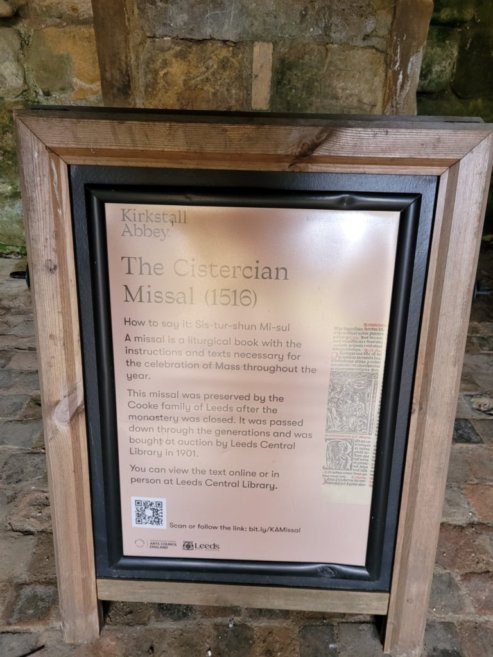 Kirkstall
Abbey
The Cistercian
Missal (1516)
How to say it: Sis-tur-shun Mi-sul
A missal is a liturgical book with the
instructions and texts necessary for
the celebration of Mass throughout the
year.
This missal was preserved by the
Cooke family of Leeds after the
monastery was closed. It was passed
down through the generations and was
bought at auction by Leeds Central
Library in 1901.
You can view the text online or in
person at Leeds Central Library.
Scan or follow the link: bit.ly/KAMissal
ARTS COUNCIL
ENGLAND
Leeds